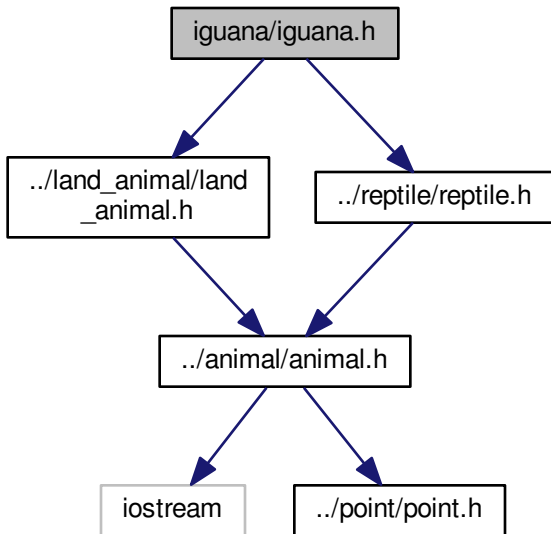 iguana/iguana.h
../land_animal/land
_animal.h
../reptile/reptile.h
../animal/animal.h
iostream
../point/point.h